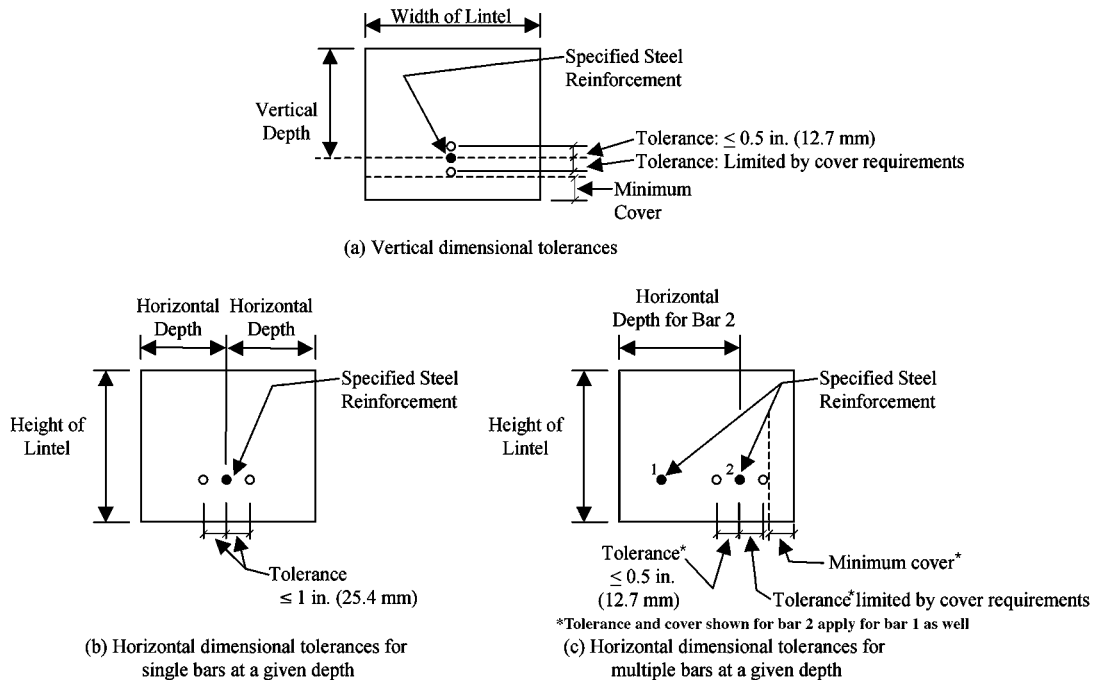 Width of Lintel
Specified Steel
Reinforcement
Vertical
Depth
Tolerance: ≤ 0.5 in. (12.7 mm)
Tolerance: Limited by cover requirements
Minimum
Cover
(a) Vertical dimensional tolerances
Horizontal
Depth
Horizontal
Depth
Specified Steel
Reinforcement
Height of
Lintel
Tolerance
≤ 1 in. (25.4 mm)
(b) Horizontal dimensional tolerances for
single bars at a given depth
Horizontal
Depth for Bar 2
Specified Steel
Reinforcement
Height of
Lintel
1
2
Tolerance*
≤ 0.5 in.
(12.7 mm)
Minimum cover*
Tolerance* limited by cover requirements
*Tolerance and cover shown for bar 2 apply for bar 1 as well
(c) Horizontal dimensional tolerances for
multiple bars at a given depth